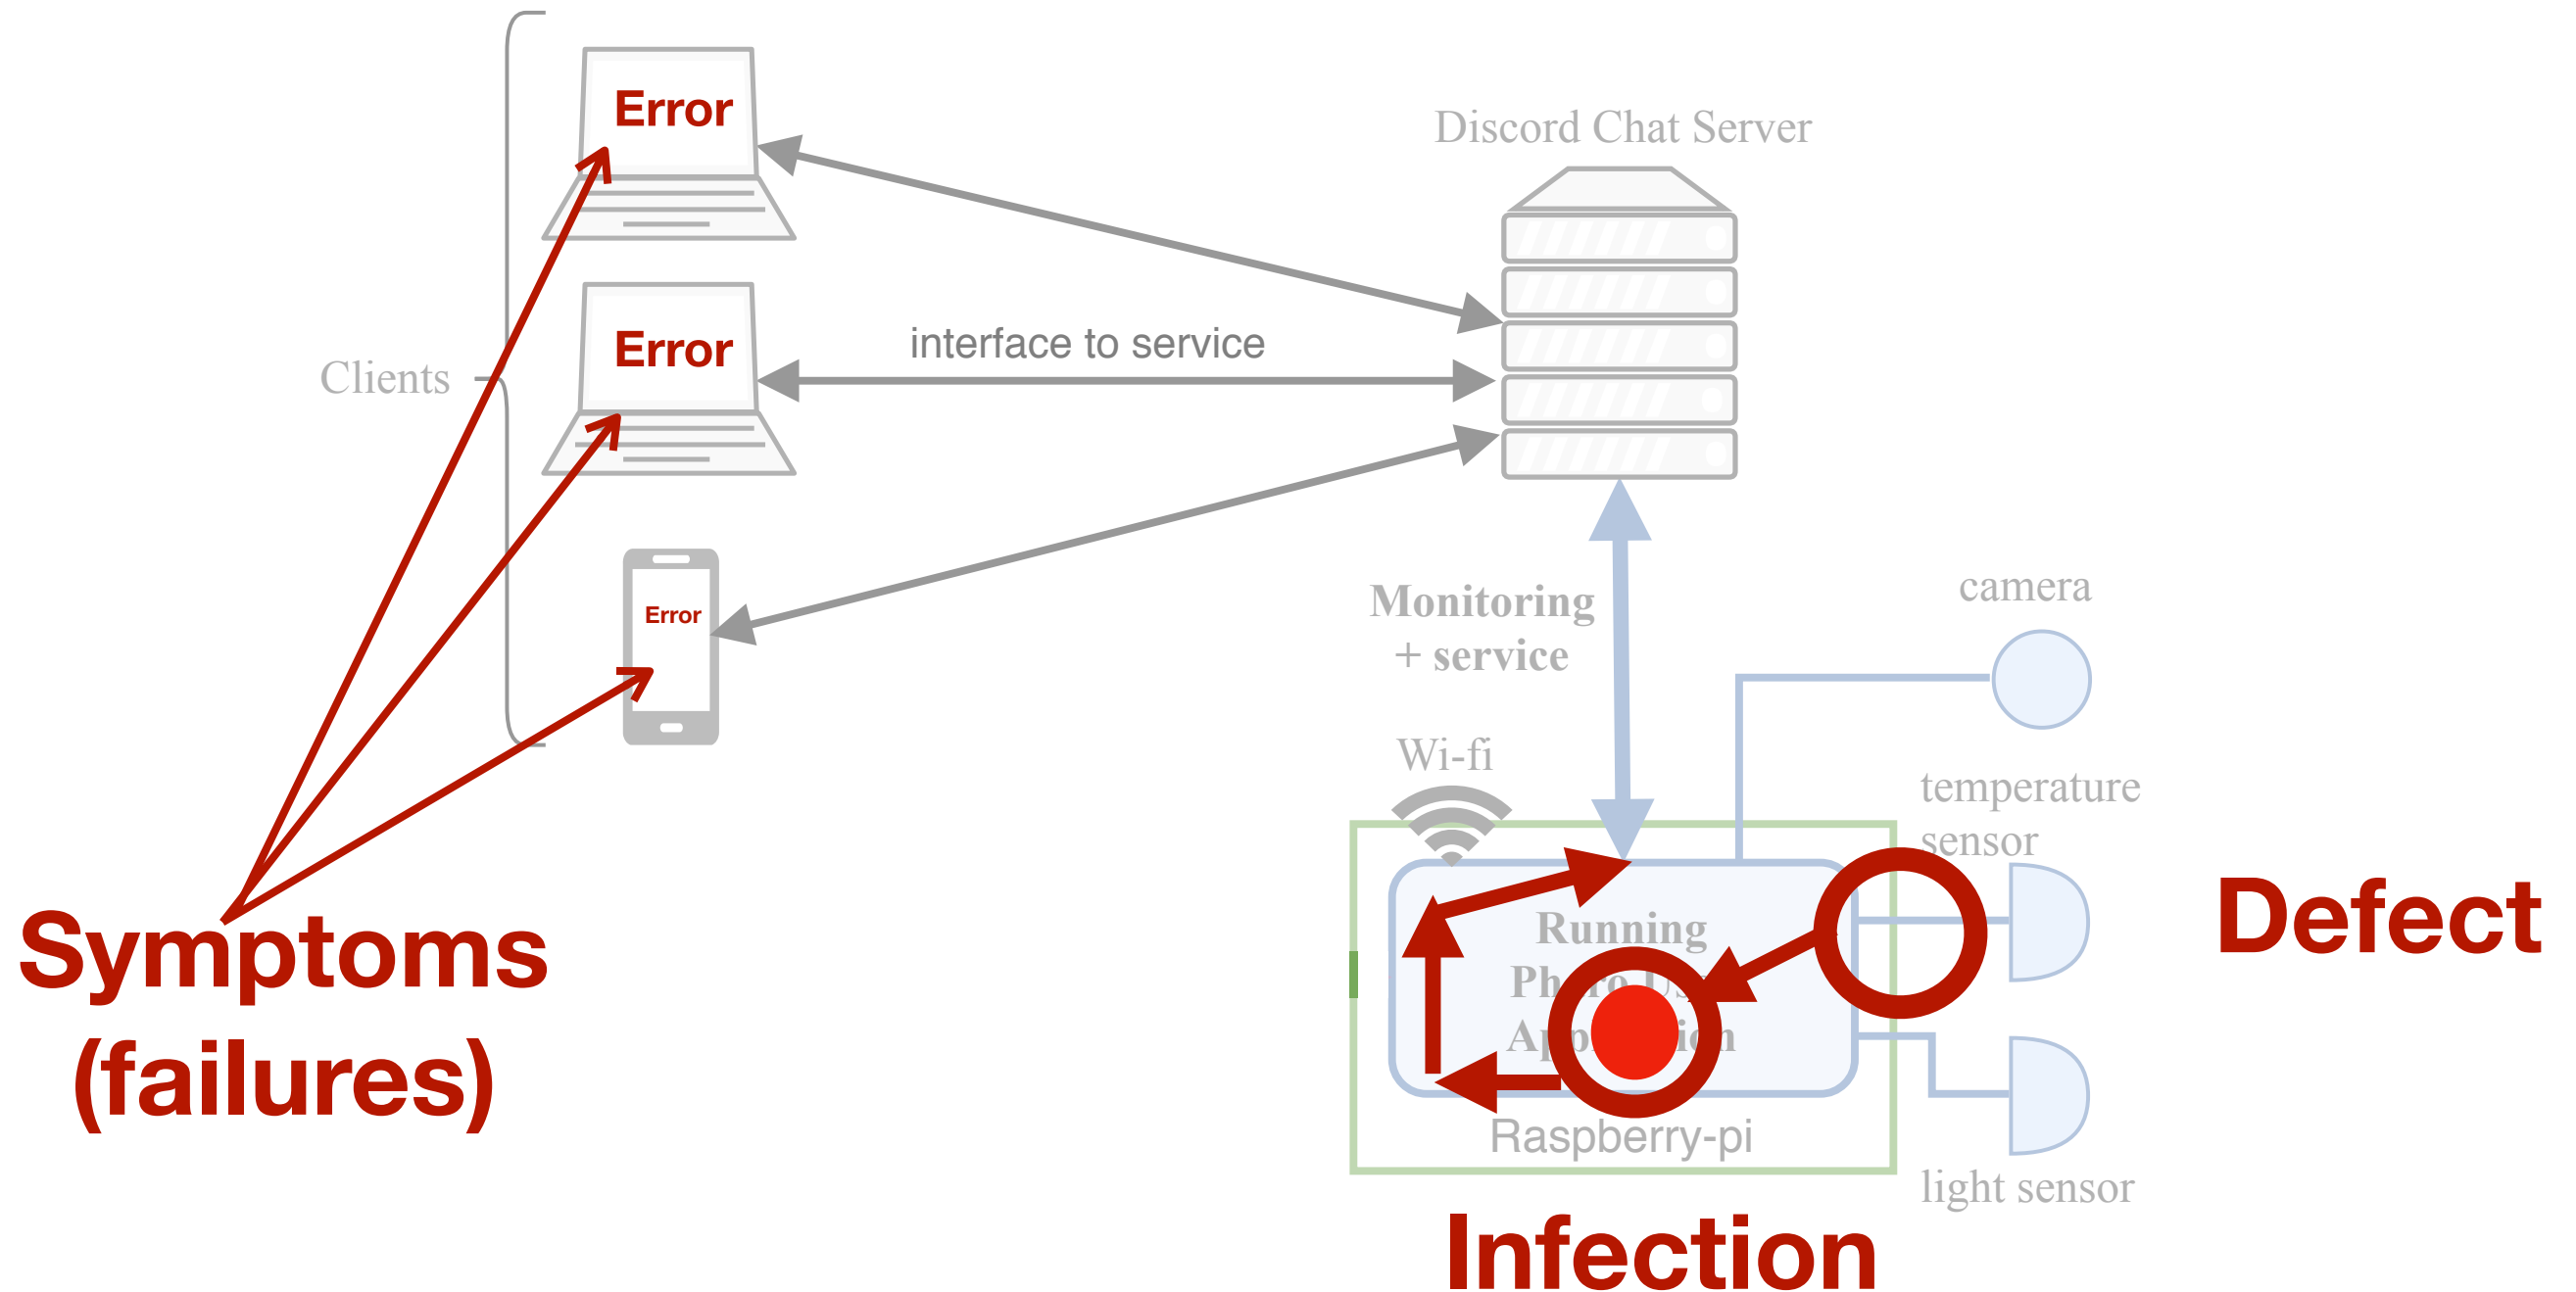 Error
Discord Chat Server
Error
interface to service
Clients
Error
Monitoring
+ service
camera
Wi-fi
temperature
sensor
Running
Application
Raspberry-pi
light sensor
Symptoms
(failures)
Defect
Infection